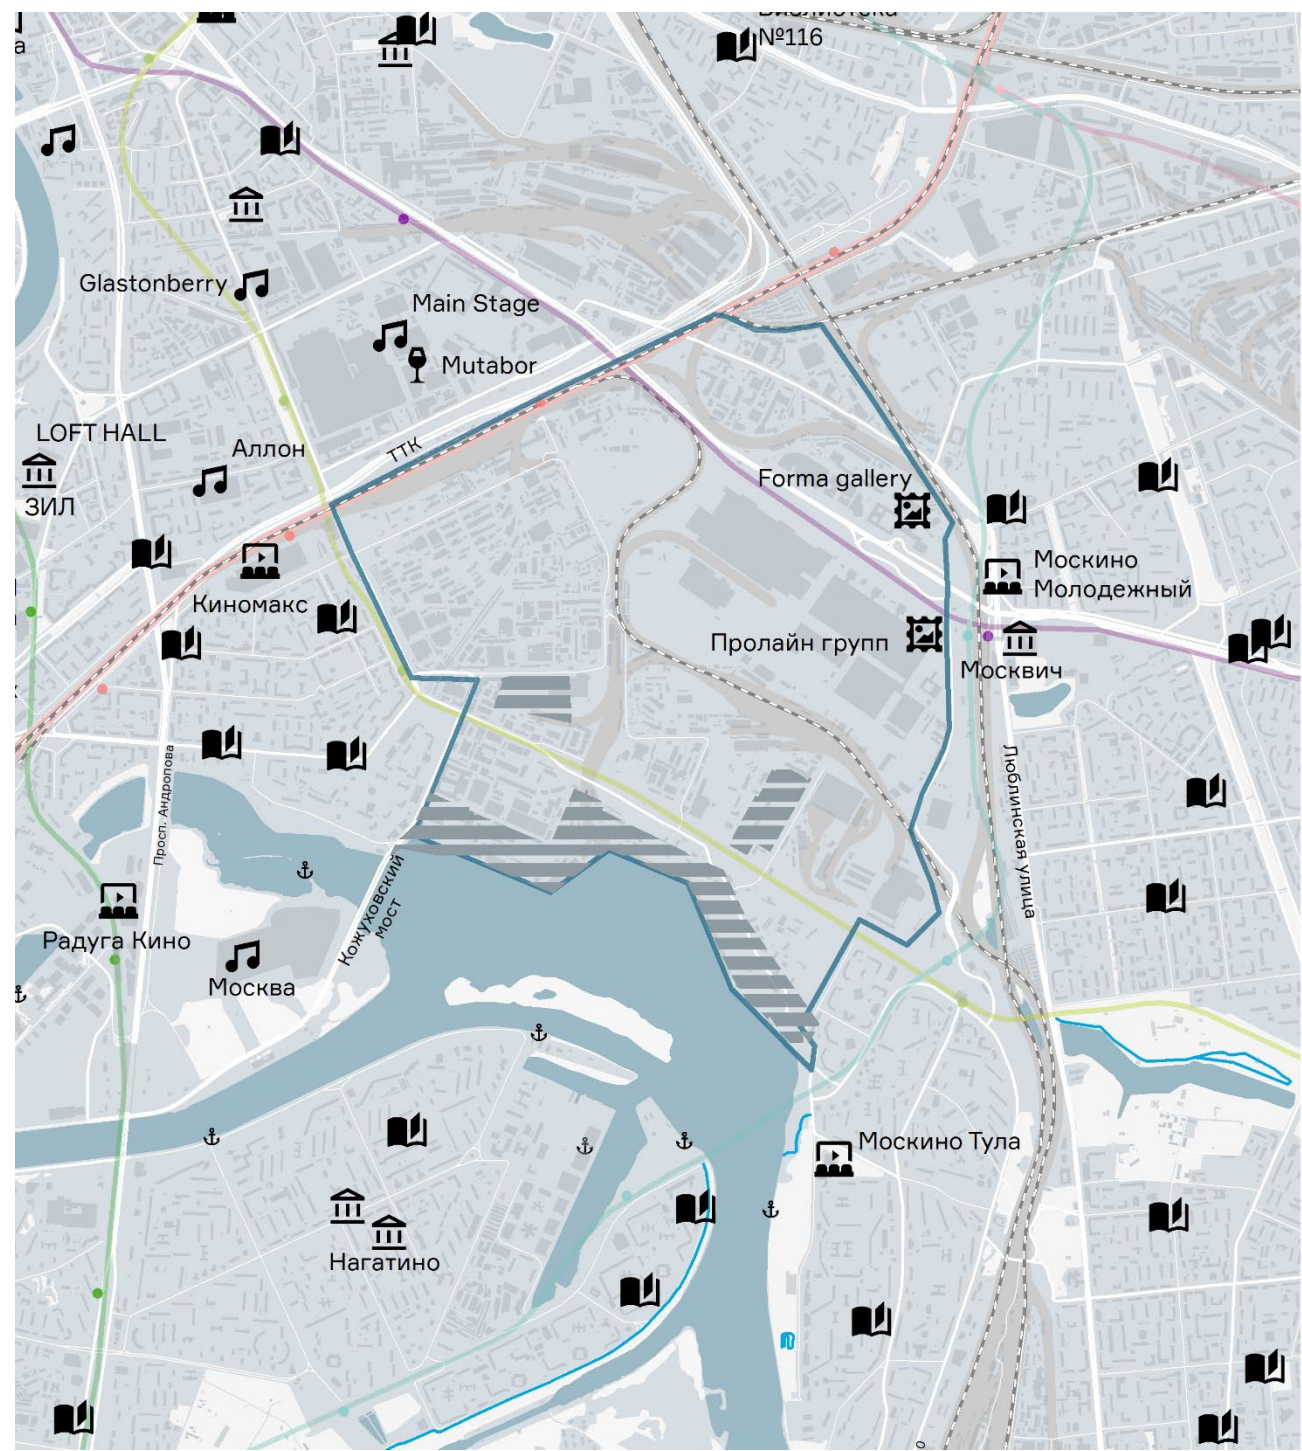 №116
Glastonberry
Main Stage
Mutabor
ТТК
LOFT HALL
Аллон
ЗИЛ
Forma gallery
Москино
Молодежный
Киномакс
Пролайн групп
Москвич
Просп. Андропова
Люблинская улица
Кожуховский
мост
Радуга Кино
Москва
Москино Тула
Нагатино